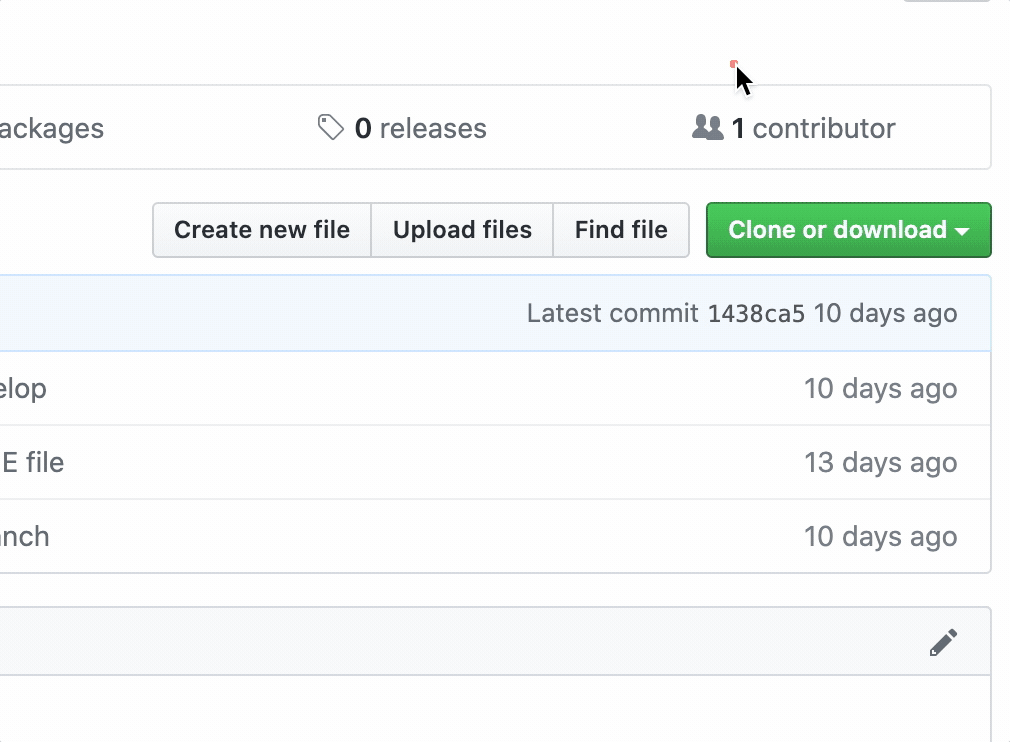 ackages 0 releases 1 contributor
Create new file Upload files Find file Clone or download
Latest commit 1438ca5 10 days ago
elop 10 days ago
E file 13 days ago
nch 10 days ago